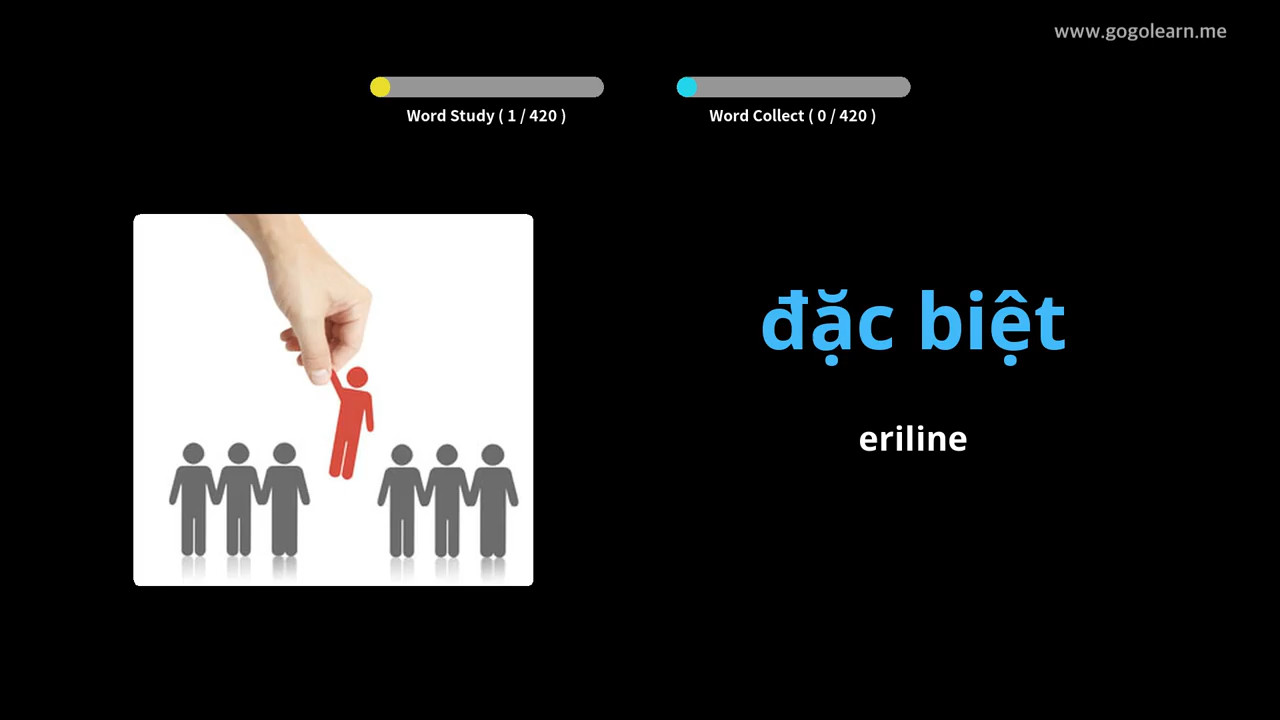 www.gogolearn.me
Word Study ( 1 / 420 )
Word Collect ( 0 / 420 )
đặc biệt
eriline